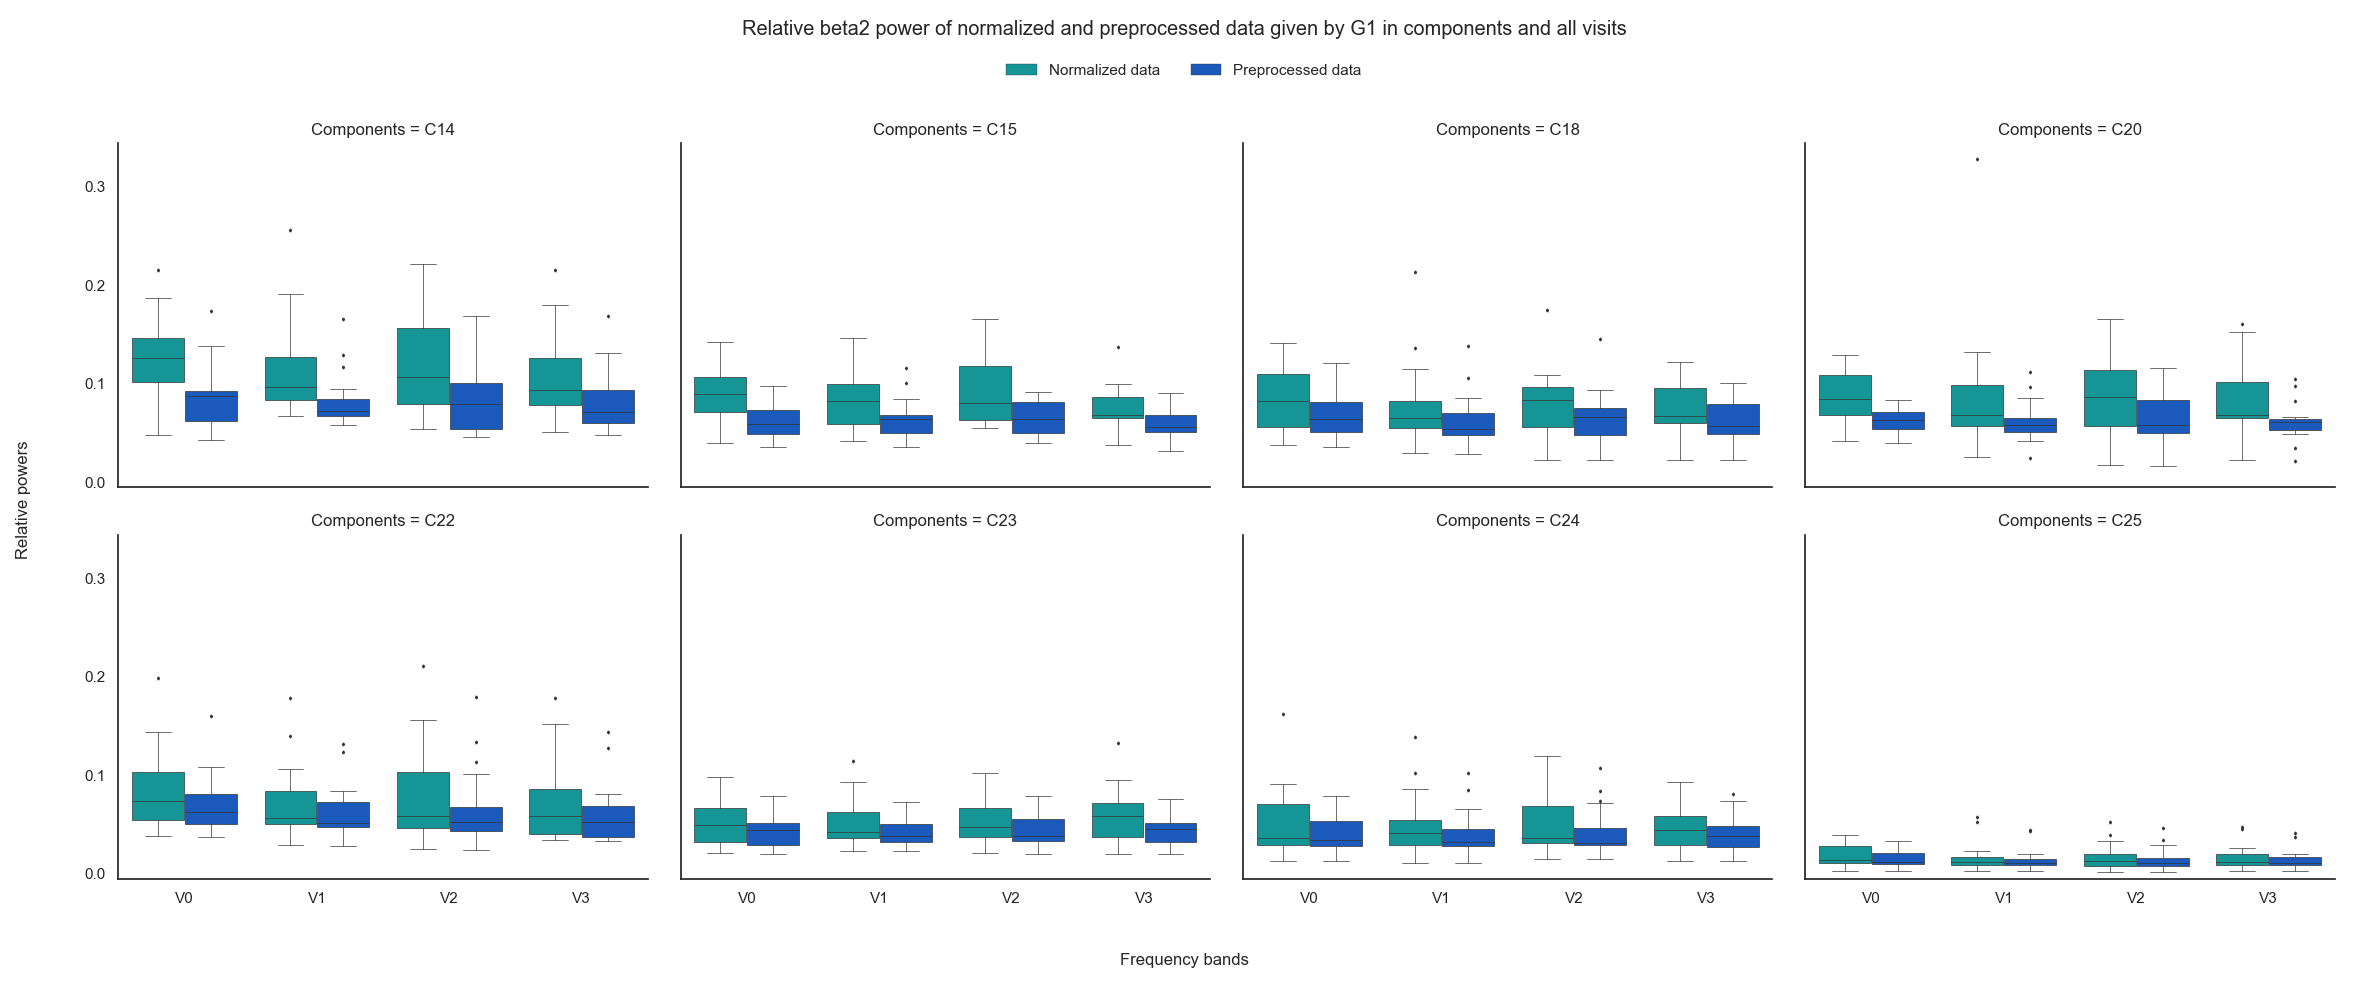 Relative beta2 power of normalized and preprocessed data given by G1 in components and all visits
Normalized data Preprocessed data
Components = C14 Components = C15 Components = C18 Components = C20
0.3
0.2
0.1
0.0
Relative powers
Components = C22 Components = C23 Components = C24 Components = C25
0.3
0.2
0.1
0.0
V0 V1 V2 V3 V0 V1 V2 V3 V0 V1 V2 V3 V0 V1 V2 V3
Frequency bands